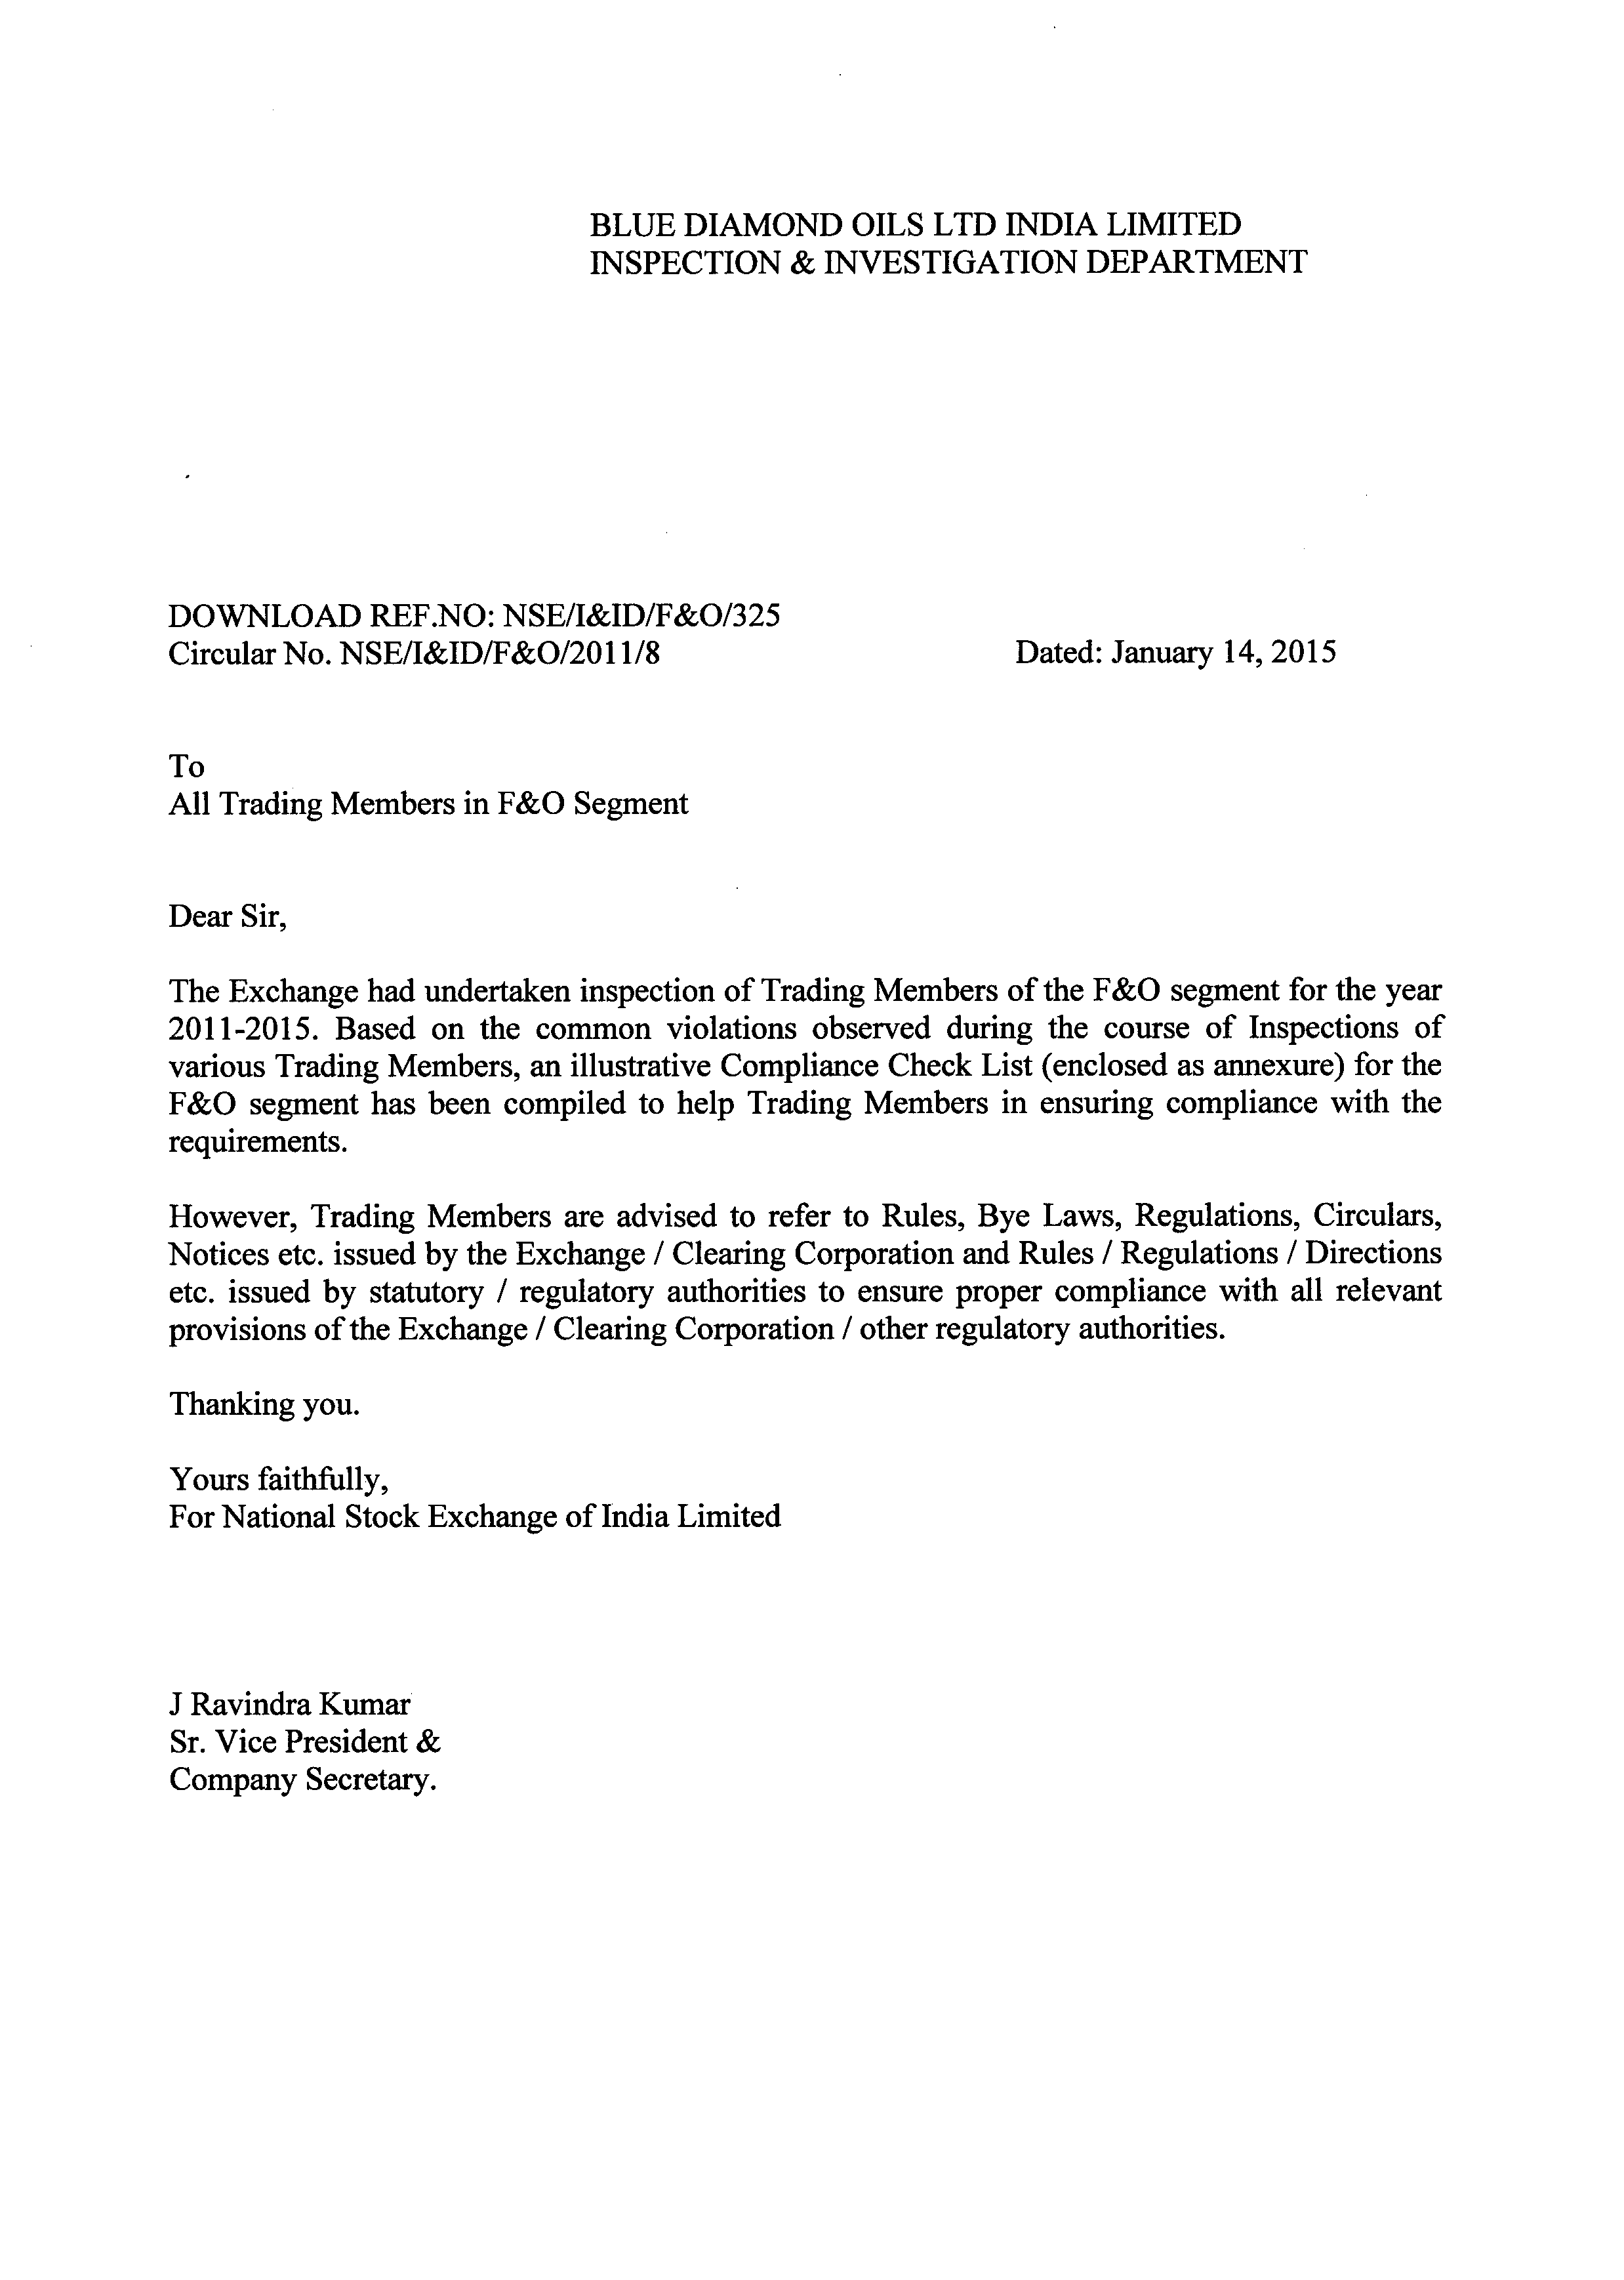 BLUE DIAMOND OILS LTD INDIA LIMITED
INSPECTION & INVESTIGATION DEPARTMENT
DOWNLOAD REF.NO: NSE/I&ID/F&O/325
Circular No. NSE/I&ID/F&O/2011/8 Dated: January 14, 2015
To
All Trading Members in F&O Segment
Dear Sir,
The Exchange had undertaken inspection of Trading Members of the F&O segment for the year
2011-2015. Based on the common violations observed during the course of Inspections of
various Trading Members, an illustrative Compliance Check List (enclosed as annexure) for the
F&O segment has been compiled to help Trading Members in ensuring compliance with the
requirements.
However, Trading Members are advised to refer to Rules, Bye Laws, Regulations, Circulars,
Notices etc. issued by the Exchange / Clearing Corporation and Rules / Regulations / Directions
etc. issued by statutory / regulatory authorities to ensure proper compliance with all relevant
provisions of the Exchange / Clearing Corporation / other regulatory authorities.
Thanking you.
Yours faithfully,
For National Stock Exchange of India Limited
J Ravindra Kumar
Sr. Vice President &
Company Secretary.